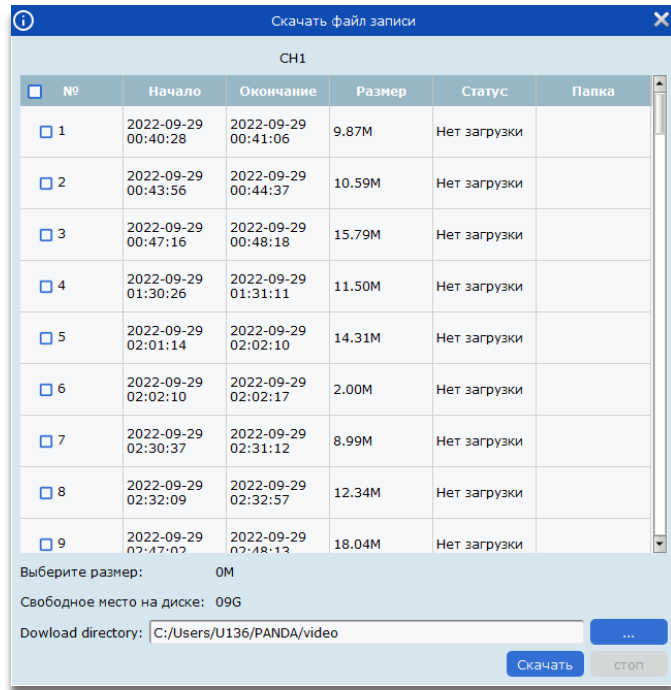 Скачать файл записи
CH1
№ Начало Окончание Размер Статус Папка
1 2022-09-29 00:40:28 2022-09-29 00:41:06 9.87M Нет загрузки
2 2022-09-29 00:43:56 2022-09-29 00:44:37 10.59M Нет загрузки
3 2022-09-29 00:47:16 2022-09-29 00:48:18 15.79M Нет загрузки
4 2022-09-29 01:30:26 2022-09-29 01:31:11 11.50M Нет загрузки
5 2022-09-29 02:01:14 2022-09-29 02:02:10 14.31M Нет загрузки
6 2022-09-29 02:02:10 2022-09-29 02:02:17 2.00M Нет загрузки
7 2022-09-29 02:30:37 2022-09-29 02:31:12 8.99M Нет загрузки
8 2022-09-29 02:32:09 2022-09-29 02:32:57 12.34M Нет загрузки
9 2022-09-29 02:47:02 2022-09-29 02:48:13 18.04M Нет загрузки
Выберите размер: 0M
Свободное место на диске: 09G
Dowload directory: C:/Users/U136/PANDA/video ...
Скачать стоп